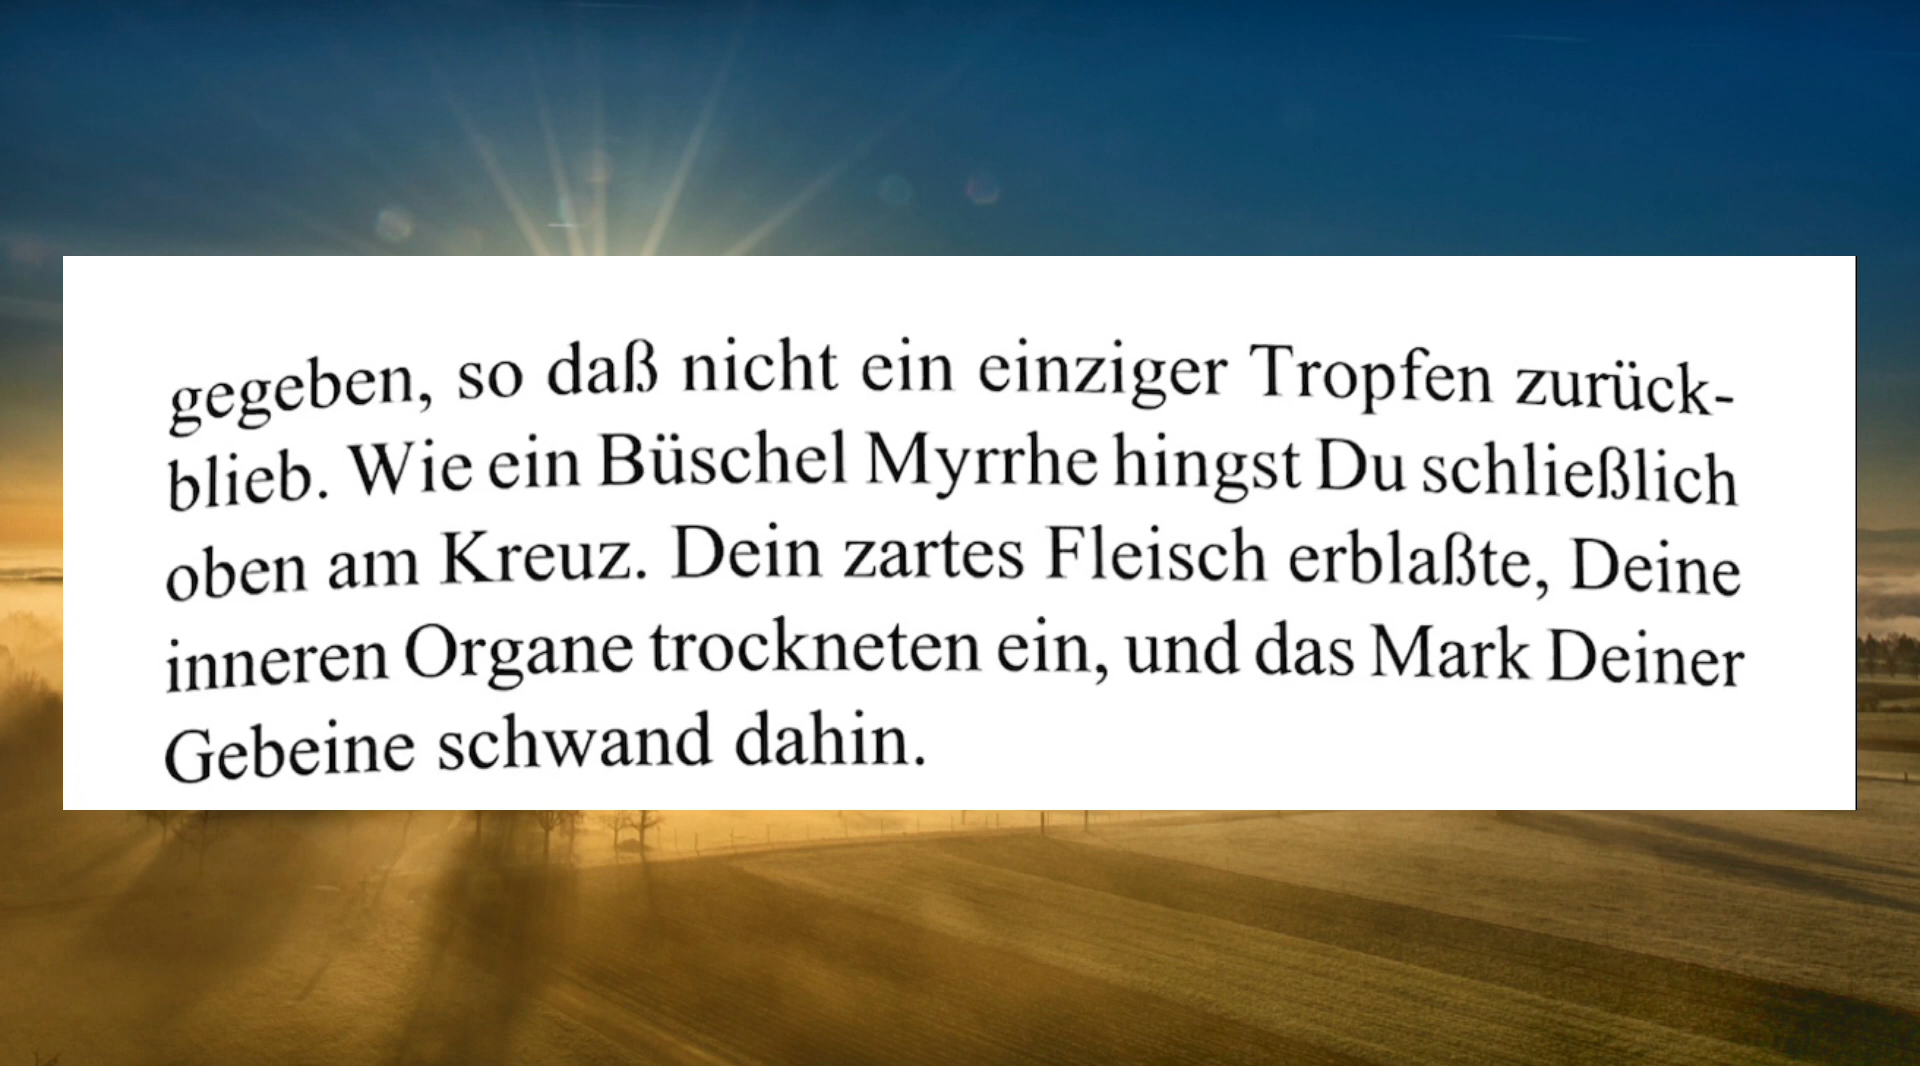 gegeben, so daß nicht ein einziger Tropfen zurück-
blieb. Wie ein Büschel Myrrhe hingst Du schließlich
oben am Kreuz. Dein zartes Fleisch erblaßte, Deine
inneren Organe trockneten ein, und das Mark Deiner
Gebeine schwand dahin.